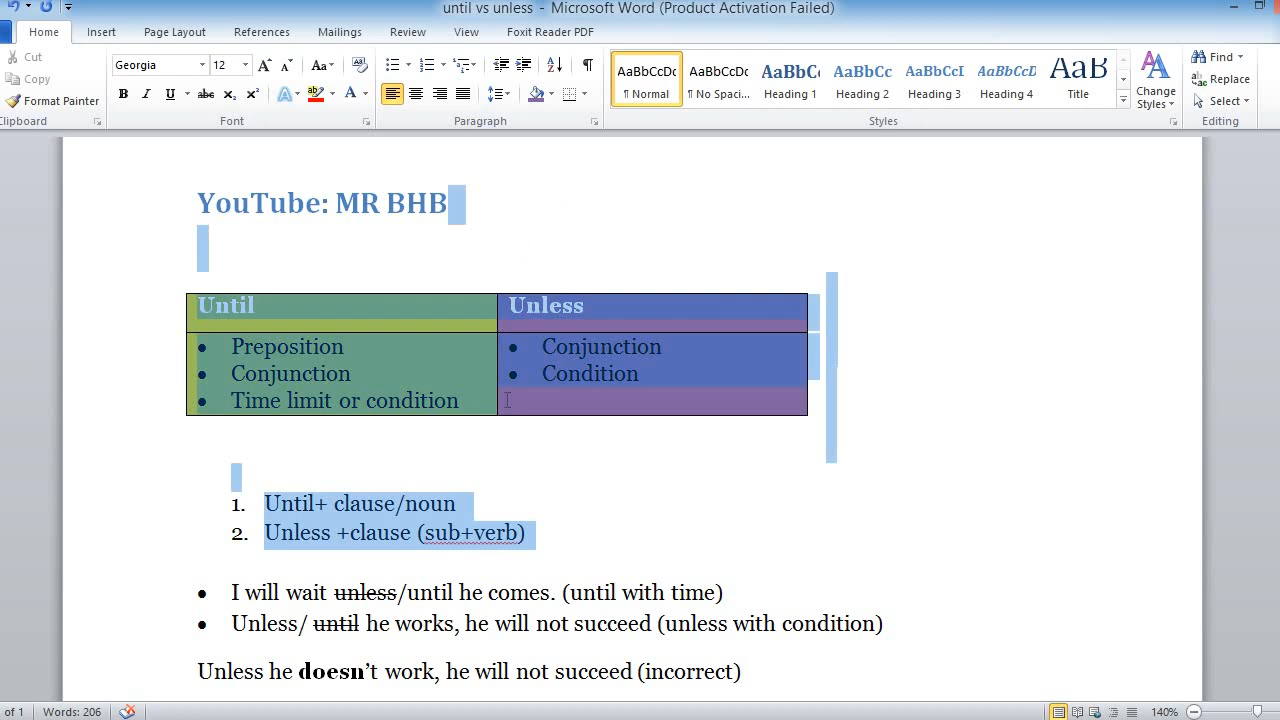 until vs unless - Microsoft Word (Product Activation Failed)
Home Insert Page Layout References Mailings Review View Foxit Reader PDF
Cut
Copy
Format Painter
Clipboard
Georgia 12
Font
Paragraph
AaBbCcDc AaBbCcDc AaBbC AaBbCc AaBbCcI AaBbCcD AaB
¶ Normal ¶ No Spaci... Heading 1 Heading 2 Heading 3 Heading 4 Title
Change Styles
Styles
Find
Replace
Select
Editing
YouTube: MR BHB
Until Unless
• Preposition • Conjunction
• Conjunction • Condition
• Time limit or condition
1. Until+ clause/noun
2. Unless +clause (sub+verb)
• I will wait unless/until he comes. (until with time)
• Unless/ until he works, he will not succeed (unless with condition)
Unless he doesn't work, he will not succeed (incorrect)
of 1 Words: 206 140%